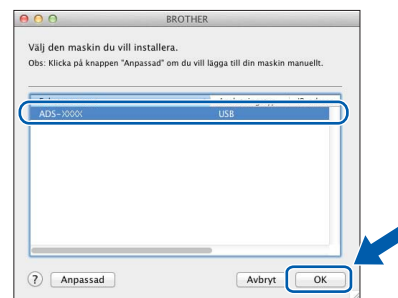 BROTHER
Välj den maskin du vill installera.
Obs: Klicka på knappen "Anpassad" om du vill lägga till din maskin manuellt.
ADS-XXXX USB
? Anpassad Avbryt OK